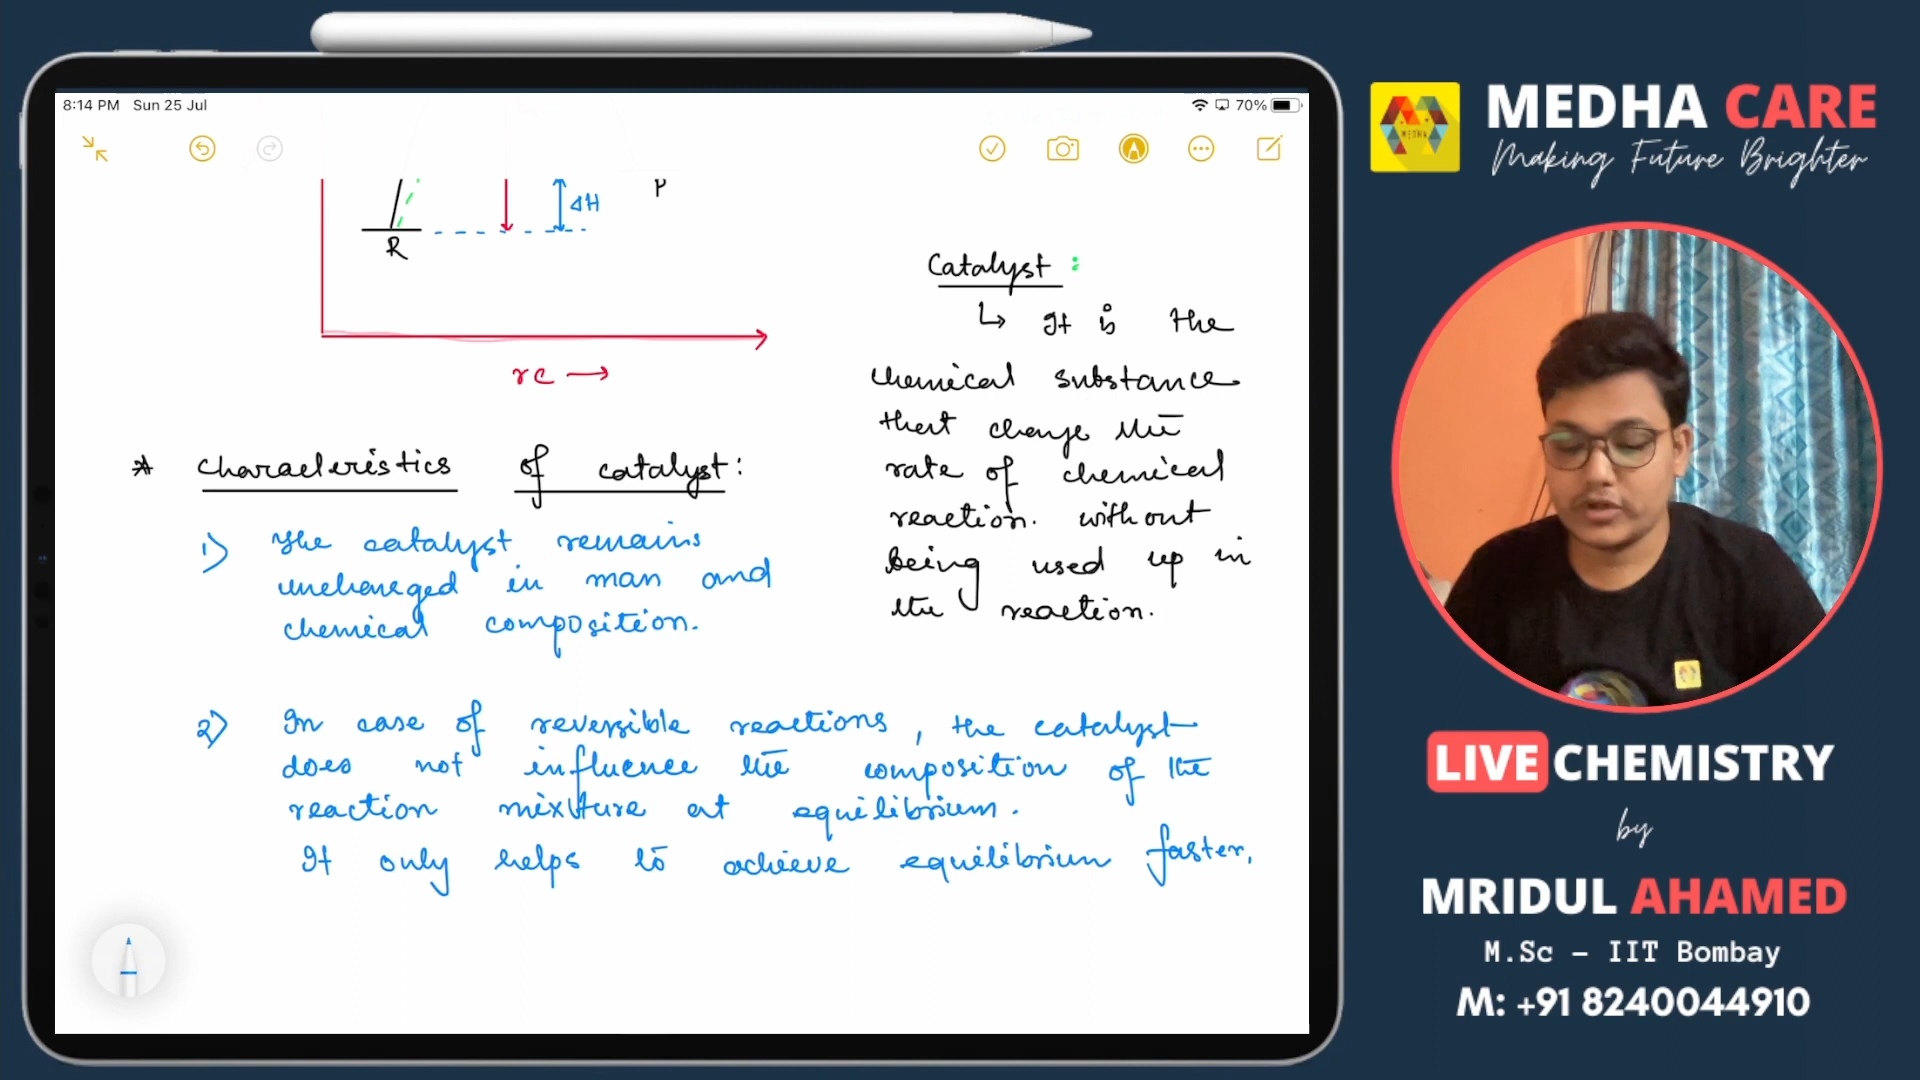 8:14 PM Sun 25 Jul
70%
ΔH
P
R
rc →
Catalyst :
↳ It is the
chemical substance
that change the
rate of chemical
reaction. without
being used up in
the reaction.
* characteristics of catalyst:
1) The catalyst remains
unchanged in mass and
chemical composition.
2) In case of reversible reactions, the catalyst
does not influence the composition of the
reaction mixture at equilibrium.
It only helps to achieve equilibrium faster.
MEDHA
MEDHA CARE
Making Future Brighter
LIVE CHEMISTRY
by
MRIDUL AHAMED
M.Sc - IIT Bombay
M: +91 8240044910